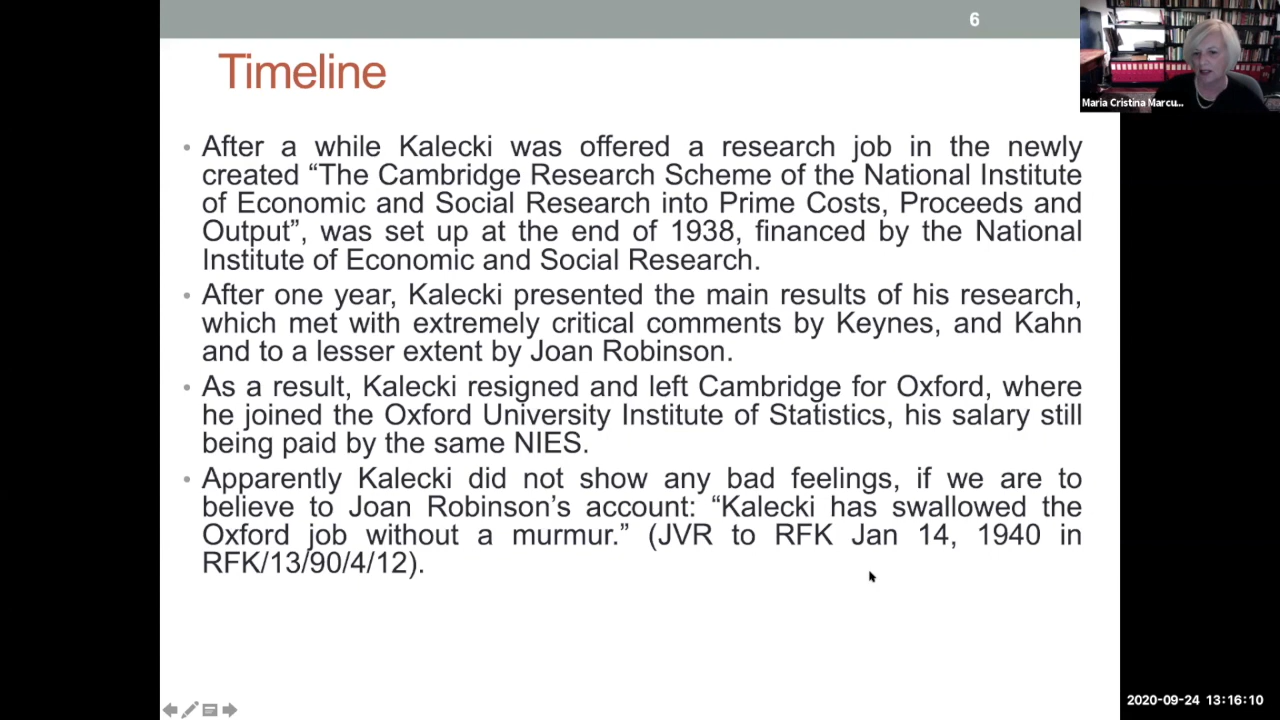 6
Timeline
Maria Cristina Marcu...
• After a while Kalecki was offered a research job in the newly
created “The Cambridge Research Scheme of the National Institute
of Economic and Social Research into Prime Costs, Proceeds and
Output”, was set up at the end of 1938, financed by the National
Institute of Economic and Social Research.
• After one year, Kalecki presented the main results of his research,
which met with extremely critical comments by Keynes, and Kahn
and to a lesser extent by Joan Robinson.
• As a result, Kalecki resigned and left Cambridge for Oxford, where
he joined the Oxford University Institute of Statistics, his salary still
being paid by the same NIES.
• Apparently Kalecki did not show any bad feelings, if we are to
believe to Joan Robinson’s account: “Kalecki has swallowed the
Oxford job without a murmur.” (JVR to RFK Jan 14, 1940 in
RFK/13/90/4/12).
2020-09-24 13:16:10